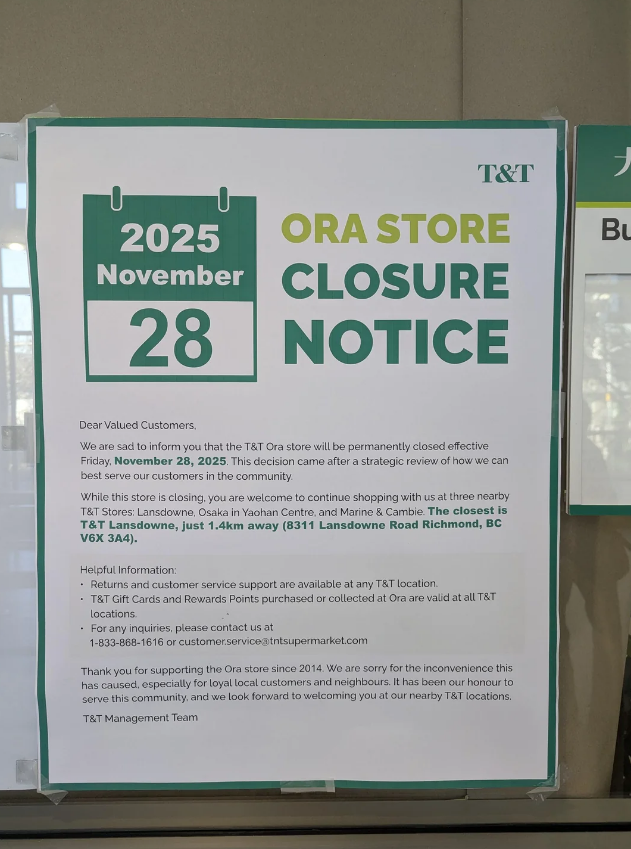 T&T
2025
November
28
ORA STORE
CLOSURE
NOTICE
Dear Valued Customers,
We are sad to inform you that the T&T Ora store will be permanently closed effective
Friday, November 28, 2025. This decision came after a strategic review of how we can
best serve our customers in the community.
While this store is closing, you are welcome to continue shopping with us at three nearby
T&T Stores: Lansdowne, Osaka in Yaohan Centre, and Marine & Cambie. The closest is
T&T Lansdowne, just 1.4km away (8311 Lansdowne Road Richmond, BC
V6X 3A4).
Helpful Information:
• Returns and customer service support are available at any T&T location.
• T&T Gift Cards and Rewards Points purchased or collected at Ora are valid at all T&T
locations.
• For any inquiries, please contact us at
1-833-868-1616 or customer.service@tntsupermarket.com
Thank you for supporting the Ora store since 2014. We are sorry for the inconvenience this
has caused, especially for loyal local customers and neighbours. It has been our honour to
serve this community, and we look forward to welcoming you at our nearby T&T locations.
T&T Management Team
Bu